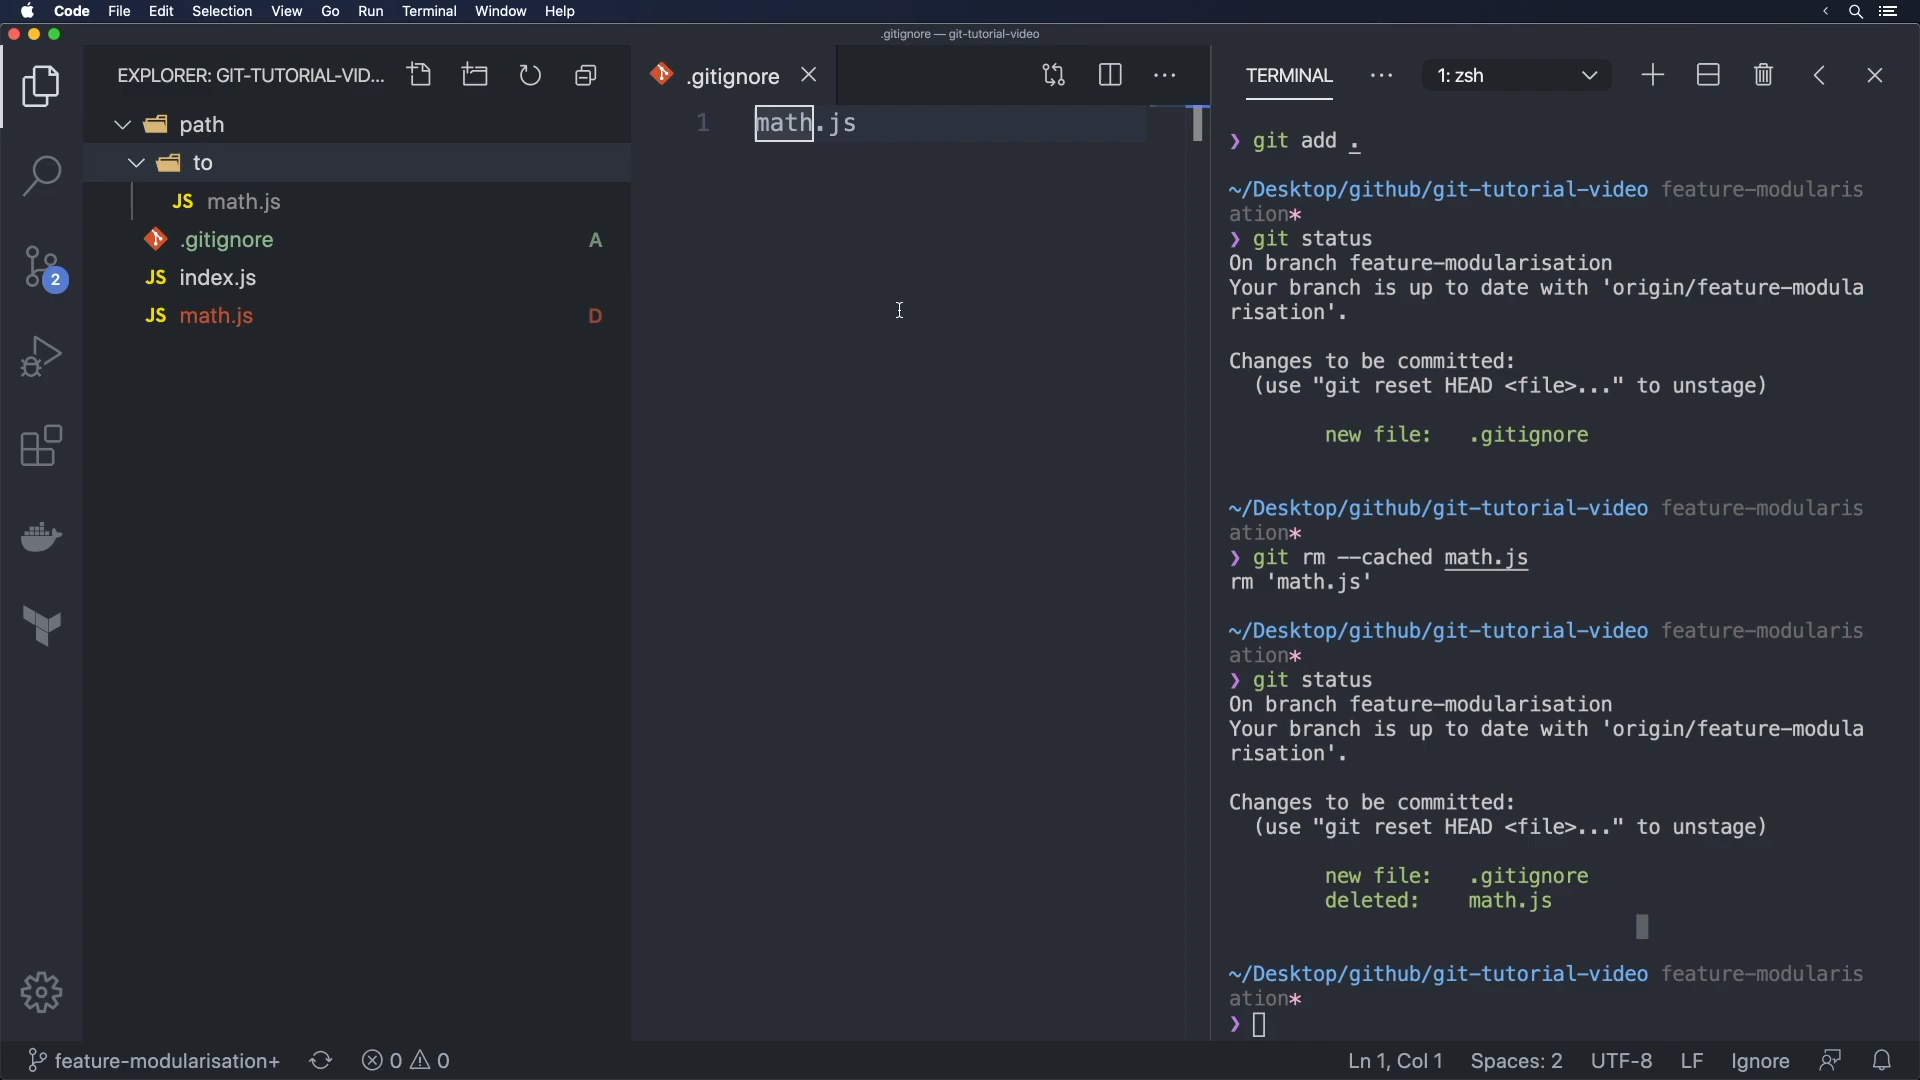 Code File Edit Selection View Go Run Terminal Window Help
.gitignore — git-tutorial-video
EXPLORER: GIT-TUTORIAL-VID...
path
to
JS math.js
.gitignore A
JS index.js
JS math.js D
2
.gitignore
1 math.js
TERMINAL ... 1: zsh
❯ git add .
~/Desktop/github/git-tutorial-video feature-modularis
ation*
❯ git status
On branch feature-modularisation
Your branch is up to date with 'origin/feature-modula
risation'.
Changes to be committed:
(use "git reset HEAD <file>..." to unstage)
new file: .gitignore
~/Desktop/github/git-tutorial-video feature-modularis
ation*
❯ git rm --cached math.js
rm 'math.js'
~/Desktop/github/git-tutorial-video feature-modularis
ation*
❯ git status
On branch feature-modularisation
Your branch is up to date with 'origin/feature-modula
risation'.
Changes to be committed:
(use "git reset HEAD <file>..." to unstage)
new file: .gitignore
deleted: math.js
~/Desktop/github/git-tutorial-video feature-modularis
ation*
❯
feature-modularisation+ 0 0 Ln 1, Col 1 Spaces: 2 UTF-8 LF Ignore